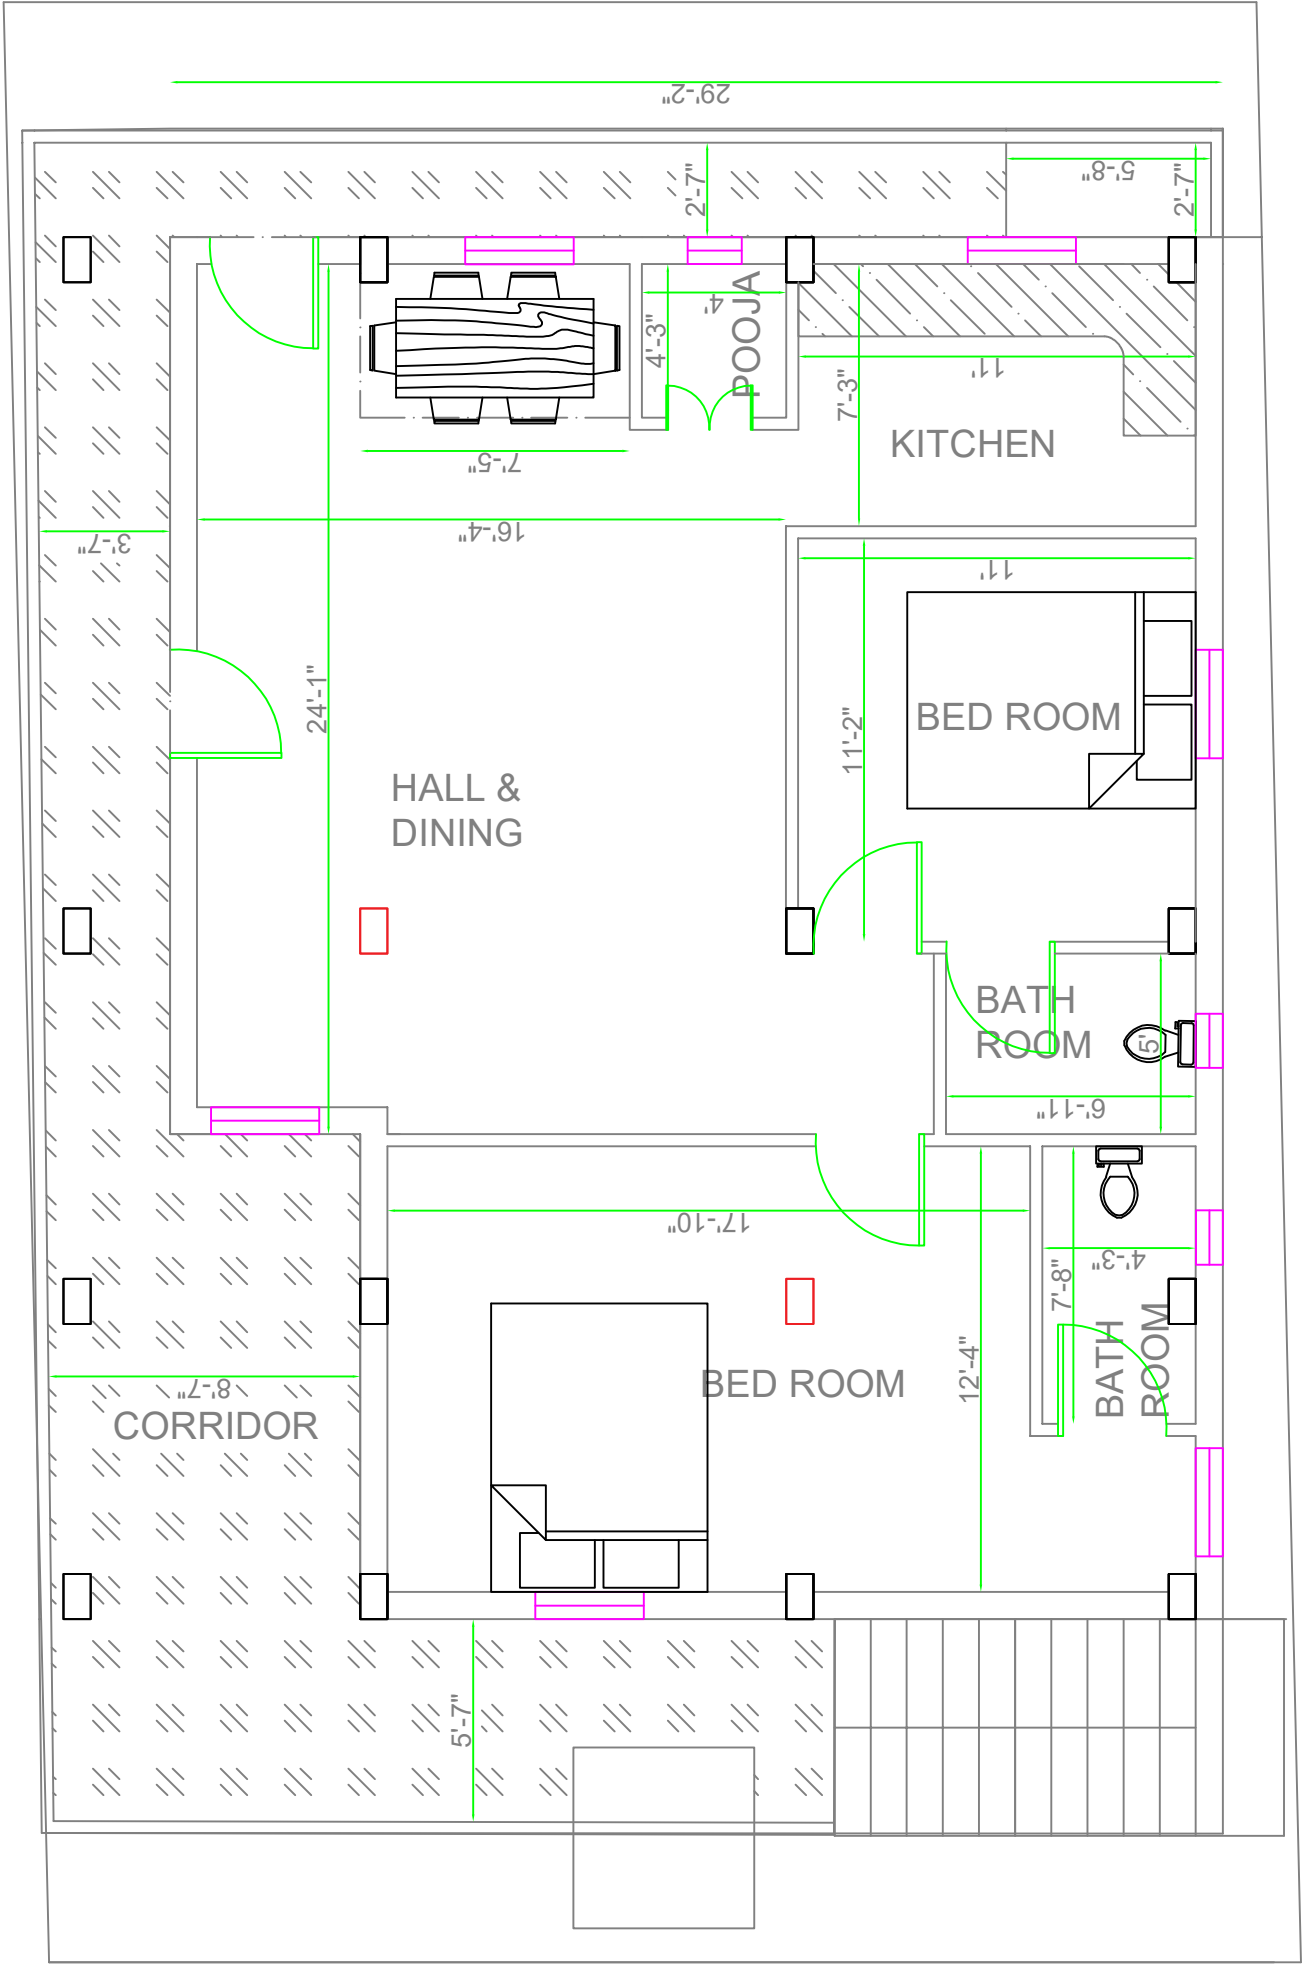 29'-2"
5'-8"
2'-7"
2'-7"
4'
4'-3"
POOJA
11'
7'-3"
KITCHEN
7'-5"
16'-4"
3'-7"
11'
24'-1"
11'-2"
BED ROOM
HALL &
DINING
BATH
ROOM
5'
6'-11"
17'-10"
4'-3"
7'-8"
BATH
ROOM
12'-4"
BED ROOM
8'-7"
CORRIDOR
5'-7"